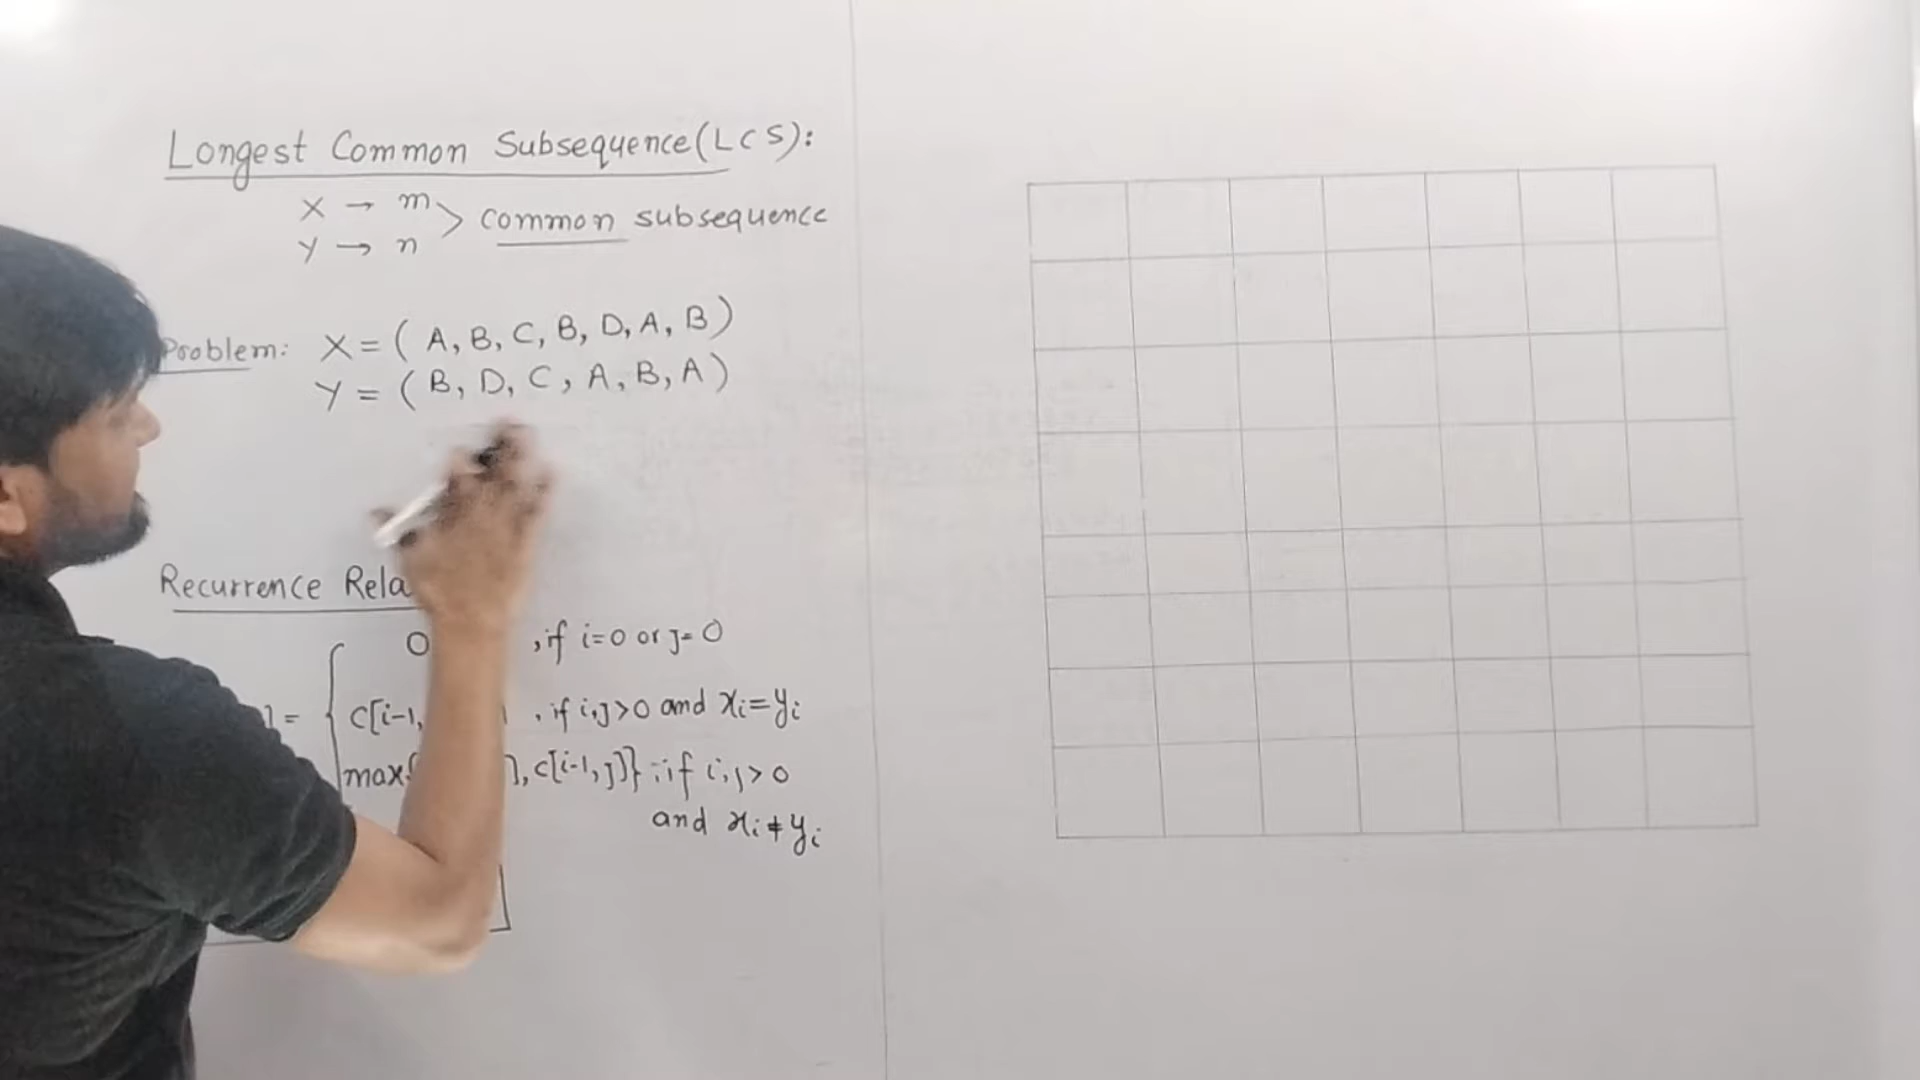 Longest Common Subsequence(LCS):
X → m
Y → n > common subsequence
Problem: X = ( A, B, C, B, D, A, B )
Y = ( B, D, C, A, B, A )
Recurrence
0 , if i=0 or j=0
= c[i-1, , if i,j>0 and xi=yi
max{ ], c[i-1, j]} ; if i,j>0
and xi≠yi